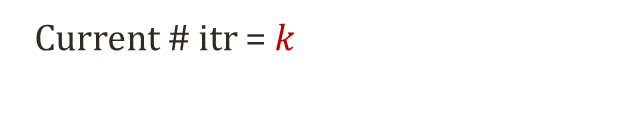 Current # itr = k